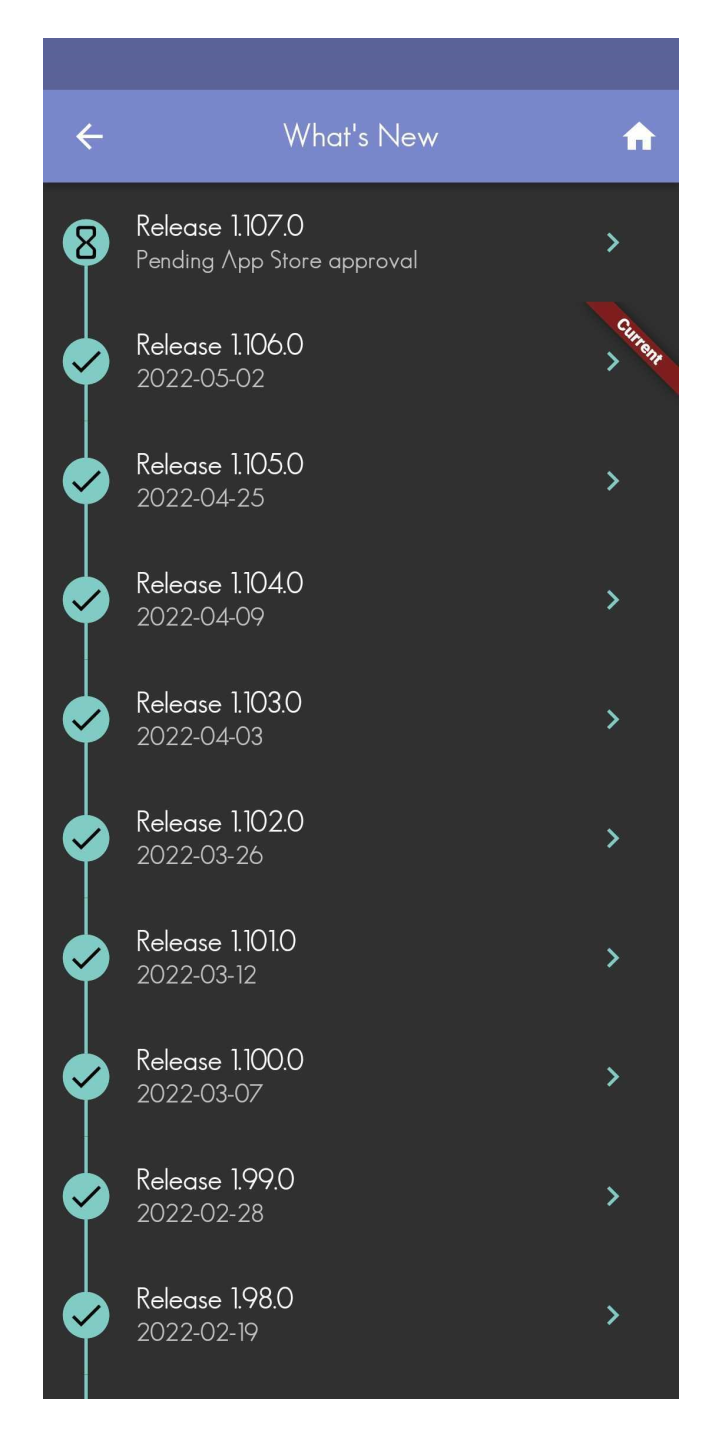 What's New
Release 1.107.0
Pending App Store approval
Current
Release 1.106.0
2022-05-02
Release 1.105.0
2022-04-25
Release 1.104.0
2022-04-09
Release 1.103.0
2022-04-03
Release 1.102.0
2022-03-26
Release 1.101.0
2022-03-12
Release 1.100.0
2022-03-07
Release 1.99.0
2022-02-28
Release 1.98.0
2022-02-19